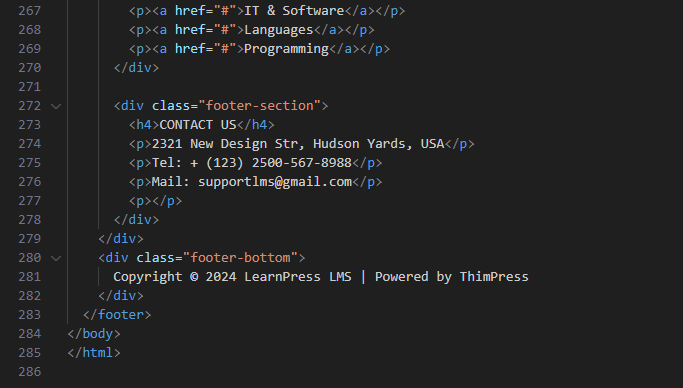 267 <p><a href="#">IT & Software</a></p>
268 <p><a href="#">Languages</a></p>
269 <p><a href="#">Programming</a></p>
270 </div>
271
272 <div class="footer-section">
273 <h4>CONTACT US</h4>
274 <p>2321 New Design Str, Hudson Yards, USA</p>
275 <p>Tel: + (123) 2500-567-8988</p>
276 <p>Mail: supportlms@gmail.com</p>
277 <p></p>
278 </div>
279 </div>
280 <div class="footer-bottom">
281 Copyright © 2024 LearnPress LMS | Powered by ThimPress
282 </div>
283 </footer>
284 </body>
285 </html>
286